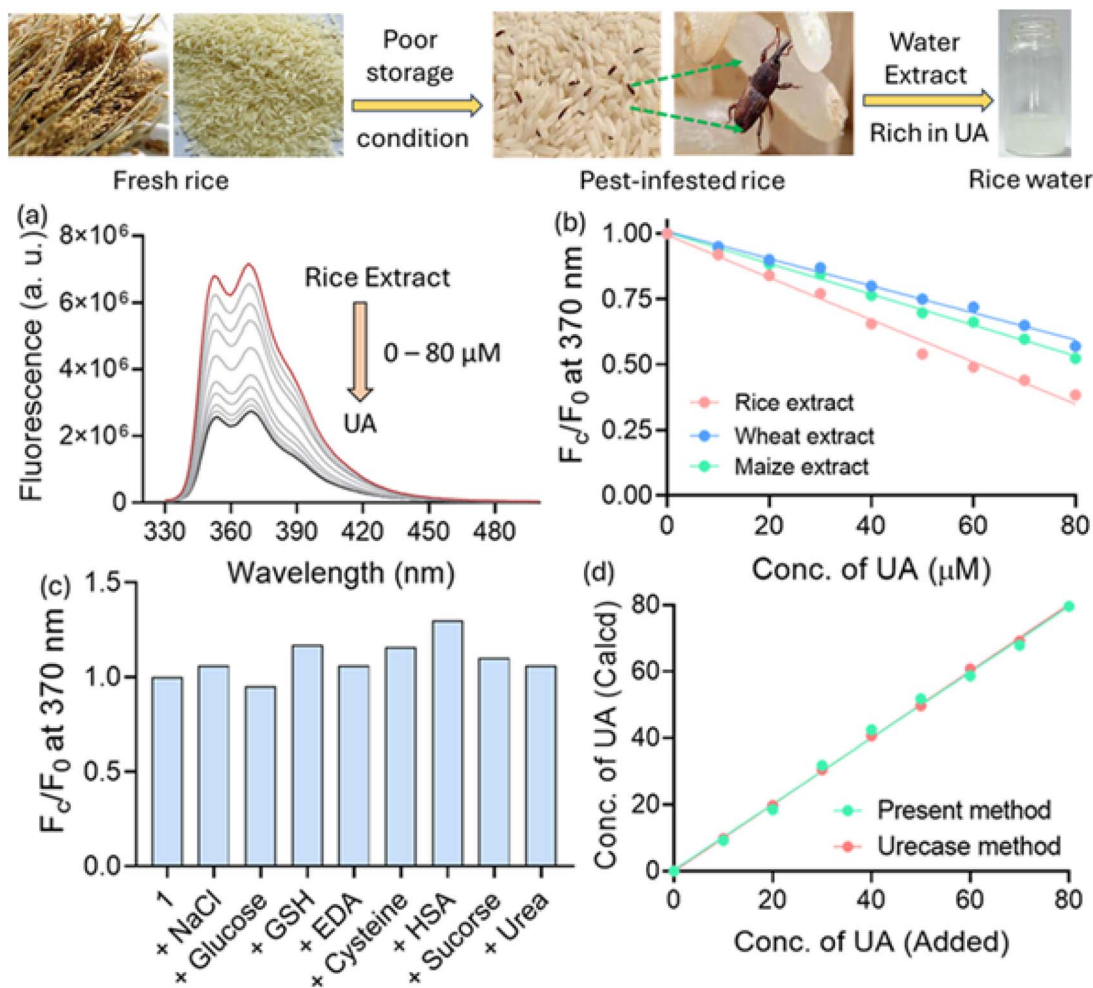 Poor
storage
condition
Water
Extract
Rich in UA
Fresh rice
Pest-infested rice
Rice water
(a)
Fluorescence (a. u.)
8×10⁶
6×10⁶
4×10⁶
2×10⁶
0
Rice Extract
0 – 80 μM
UA
330 360 390 420 450 480
Wavelength (nm)
(b)
F_c/F_0 at 370 nm
1.00
0.75
0.50
0.25
0.00
Rice extract
Wheat extract
Maize extract
0 20 40 60 80
Conc. of UA (μM)
(c)
F_c/F_0 at 370 nm
1.5
1.0
0.5
0.0
1
+ NaCl
+ Glucose
+ GSH
+ EDA
+ Cysteine
+ HSA
+ Sucorse
+ Urea
(d)
Conc. of UA (Calcd)
80
60
40
20
0
Present method
Urecase method
0 20 40 60 80
Conc. of UA (Added)